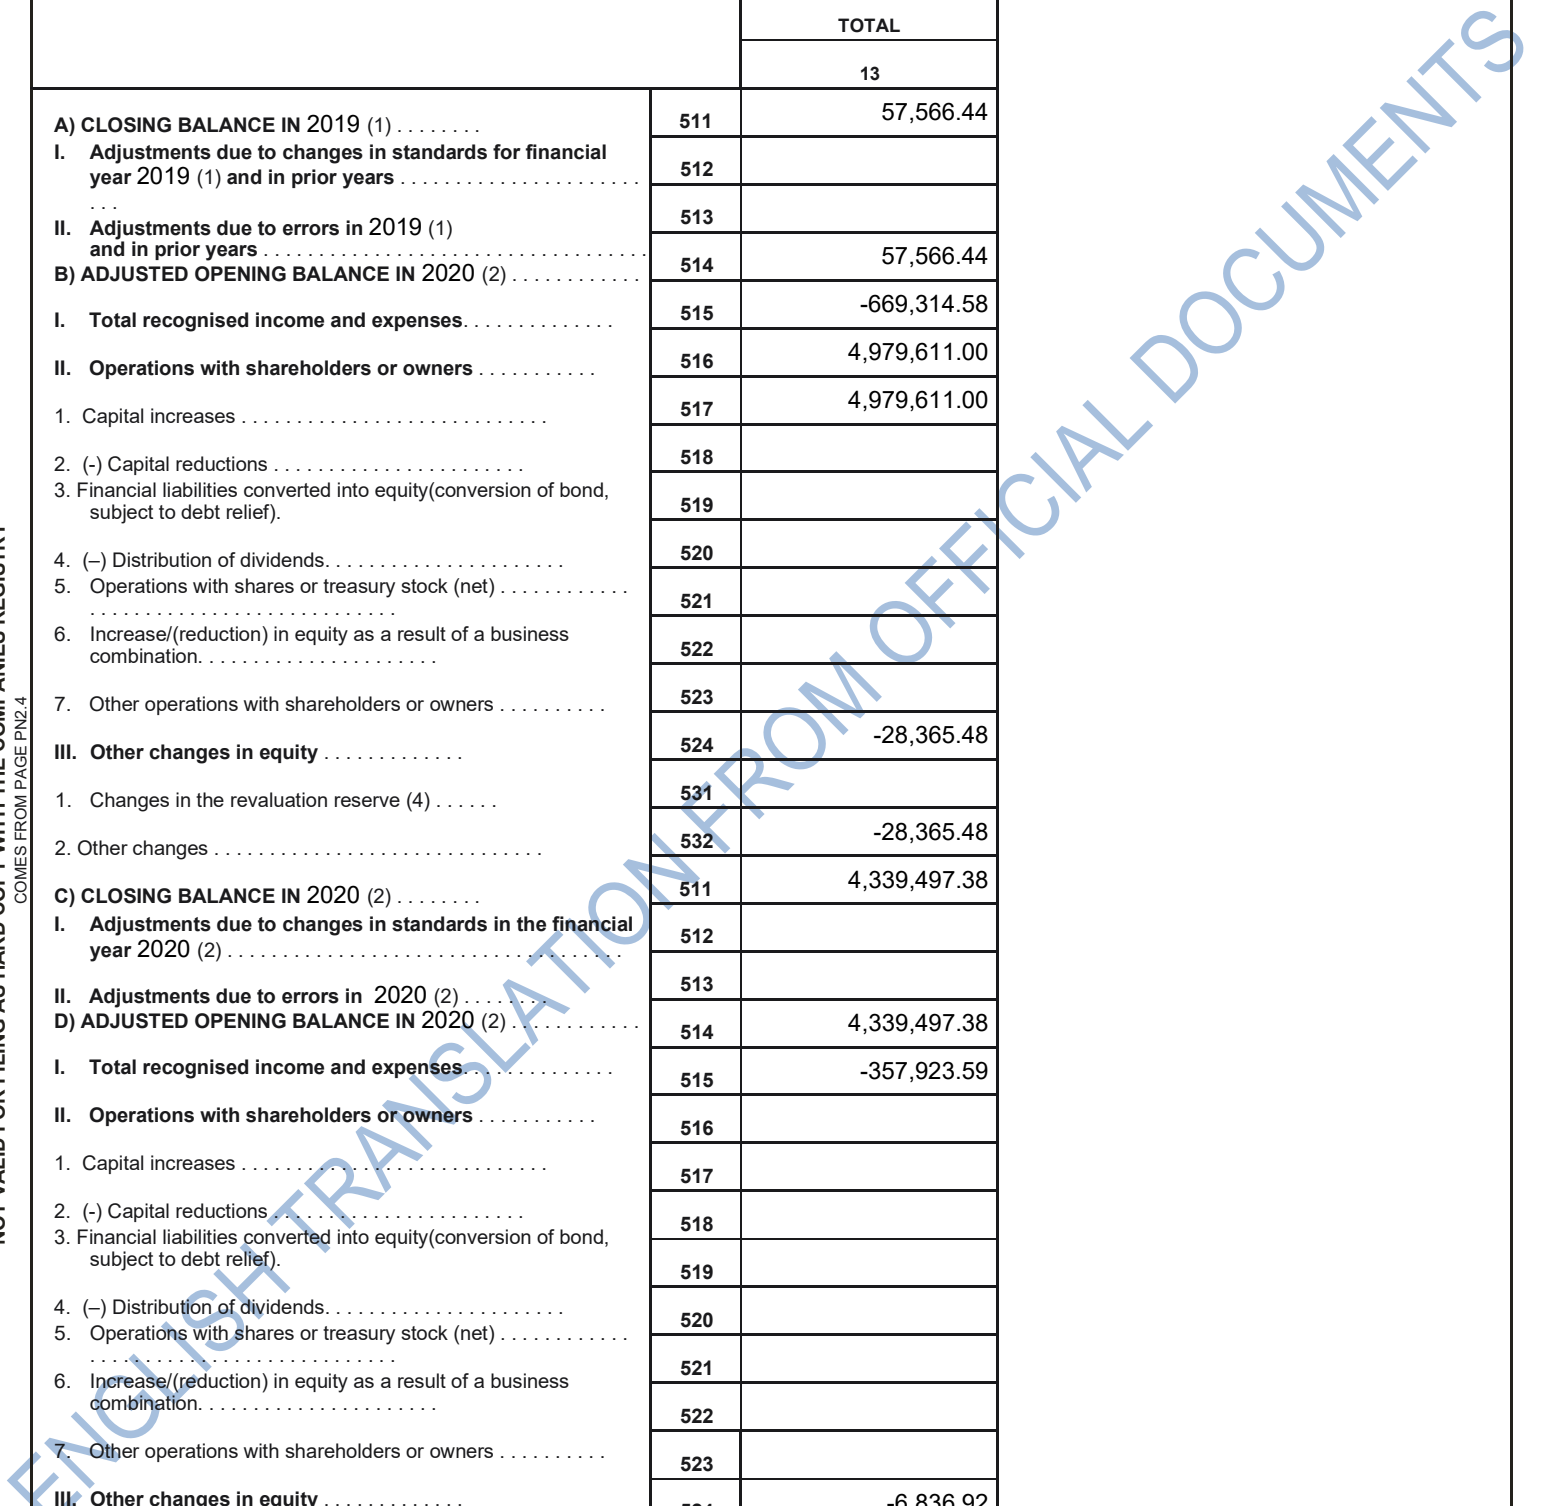 TOTAL
13
A) CLOSING BALANCE IN 2019 (1) . . . . . . . . 511 57,566.44
I. Adjustments due to changes in standards for financial
year 2019 (1) and in prior years . . . . . . . . . . . . . . . . . . . . . . 512
. . .
513
II. Adjustments due to errors in 2019 (1)
and in prior years . . . . . . . . . . . . . . . . . . . . . . . . . . . . . . . . . . .
B) ADJUSTED OPENING BALANCE IN 2020 (2) . . . . . . . . . . . . 514 57,566.44
I. Total recognised income and expenses. . . . . . . . . . . . . . 515 -669,314.58
II. Operations with shareholders or owners . . . . . . . . . . . 516 4,979,611.00
1. Capital increases . . . . . . . . . . . . . . . . . . . . . . . . . . . . 517 4,979,611.00
2. (-) Capital reductions . . . . . . . . . . . . . . . . . . . . . . . 518
3. Financial liabilities converted into equity(conversion of bond,
subject to debt relief). 519
4. (–) Distribution of dividends. . . . . . . . . . . . . . . . . . . . . . 520
5. Operations with shares or treasury stock (net) . . . . . . . . . . . .
. . . . . . . . . . . . . . . . . . . . . . . . . . . . 521
6. Increase/(reduction) in equity as a result of a business
combination. . . . . . . . . . . . . . . . . . . . . . 522
7. Other operations with shareholders or owners . . . . . . . . . . 523
III. Other changes in equity . . . . . . . . . . . . . 524 -28,365.48
1. Changes in the revaluation reserve (4) . . . . . . 531
2. Other changes . . . . . . . . . . . . . . . . . . . . . . . . . . . . . . 532 -28,365.48
C) CLOSING BALANCE IN 2020 (2) . . . . . . . . 511 4,339,497.38
I. Adjustments due to changes in standards in the financial
year 2020 (2) . . . . . . . . . . . . . . . . . . . . . . . . . . . . . . . . . . . . 512
II. Adjustments due to errors in 2020 (2) . . . . . . . . 513
D) ADJUSTED OPENING BALANCE IN 2020 (2) . . . . . . . . . . . . 514 4,339,497.38
I. Total recognised income and expenses. . . . . . . . . . . . . . 515 -357,923.59
II. Operations with shareholders or owners . . . . . . . . . . . 516
1. Capital increases . . . . . . . . . . . . . . . . . . . . . . . . . . . . 517
2. (-) Capital reductions . . . . . . . . . . . . . . . . . . . . . . . 518
3. Financial liabilities converted into equity(conversion of bond,
subject to debt relief). 519
4. (–) Distribution of dividends. . . . . . . . . . . . . . . . . . . . . . 520
5. Operations with shares or treasury stock (net) . . . . . . . . . . . .
. . . . . . . . . . . . . . . . . . . . . . . . . . . . 521
6. Increase/(reduction) in equity as a result of a business
combination. . . . . . . . . . . . . . . . . . . . . . 522
7. Other operations with shareholders or owners . . . . . . . . . . 523
III. Other changes in equity . . . . . . . . . . . . . -6,836.92
COMES FROM PAGE PN2.4
ENGLISH TRANSLATION FROM OFFICIAL DOCUMENTS